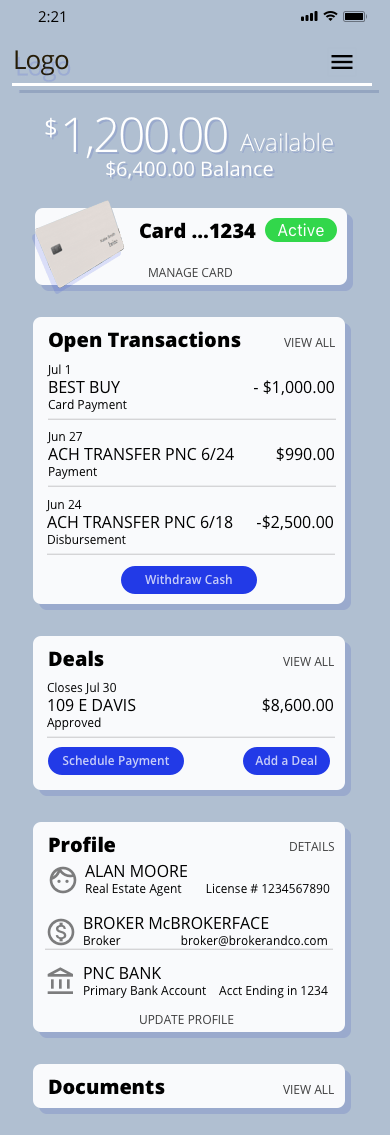 2:21
Logo
$1,200.00 Available
$6,400.00 Balance
Card ...1234 Active
MANAGE CARD
Open Transactions VIEW ALL
Jul 1
BEST BUY - $1,000.00
Card Payment
Jun 27
ACH TRANSFER PNC 6/24 $990.00
Payment
Jun 24
ACH TRANSFER PNC 6/18 -$2,500.00
Disbursement
Withdraw Cash
Deals VIEW ALL
Closes Jul 30
109 E DAVIS $8,600.00
Approved
Schedule Payment Add a Deal
Profile DETAILS
ALAN MOORE
Real Estate Agent License # 1234567890
BROKER McBROKERFACE
Broker broker@brokerandco.com
PNC BANK
Primary Bank Account Acct Ending in 1234
UPDATE PROFILE
Documents VIEW ALL